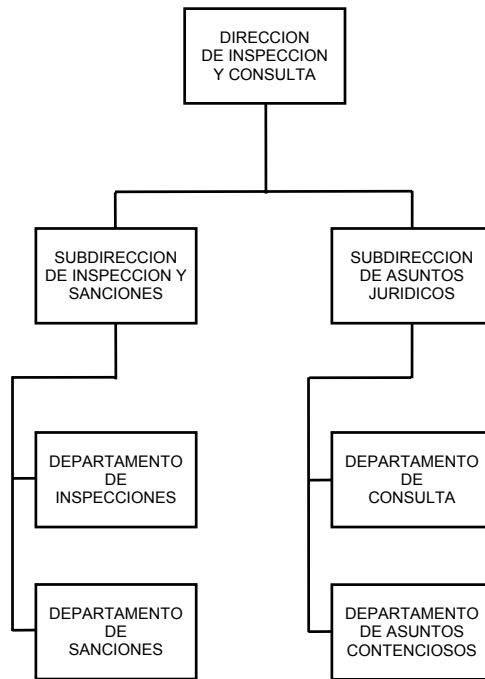 DIRECCION
DE INSPECCION
Y CONSULTA
SUBDIRECCION
DE INSPECCION Y
SANCIONES
SUBDIRECCION
DE ASUNTOS
JURIDICOS
DEPARTAMENTO
DE
INSPECCIONES
DEPARTAMENTO
DE
CONSULTA
DEPARTAMENTO
DE
SANCIONES
DEPARTAMENTO
DE ASUNTOS
CONTENCIOSOS